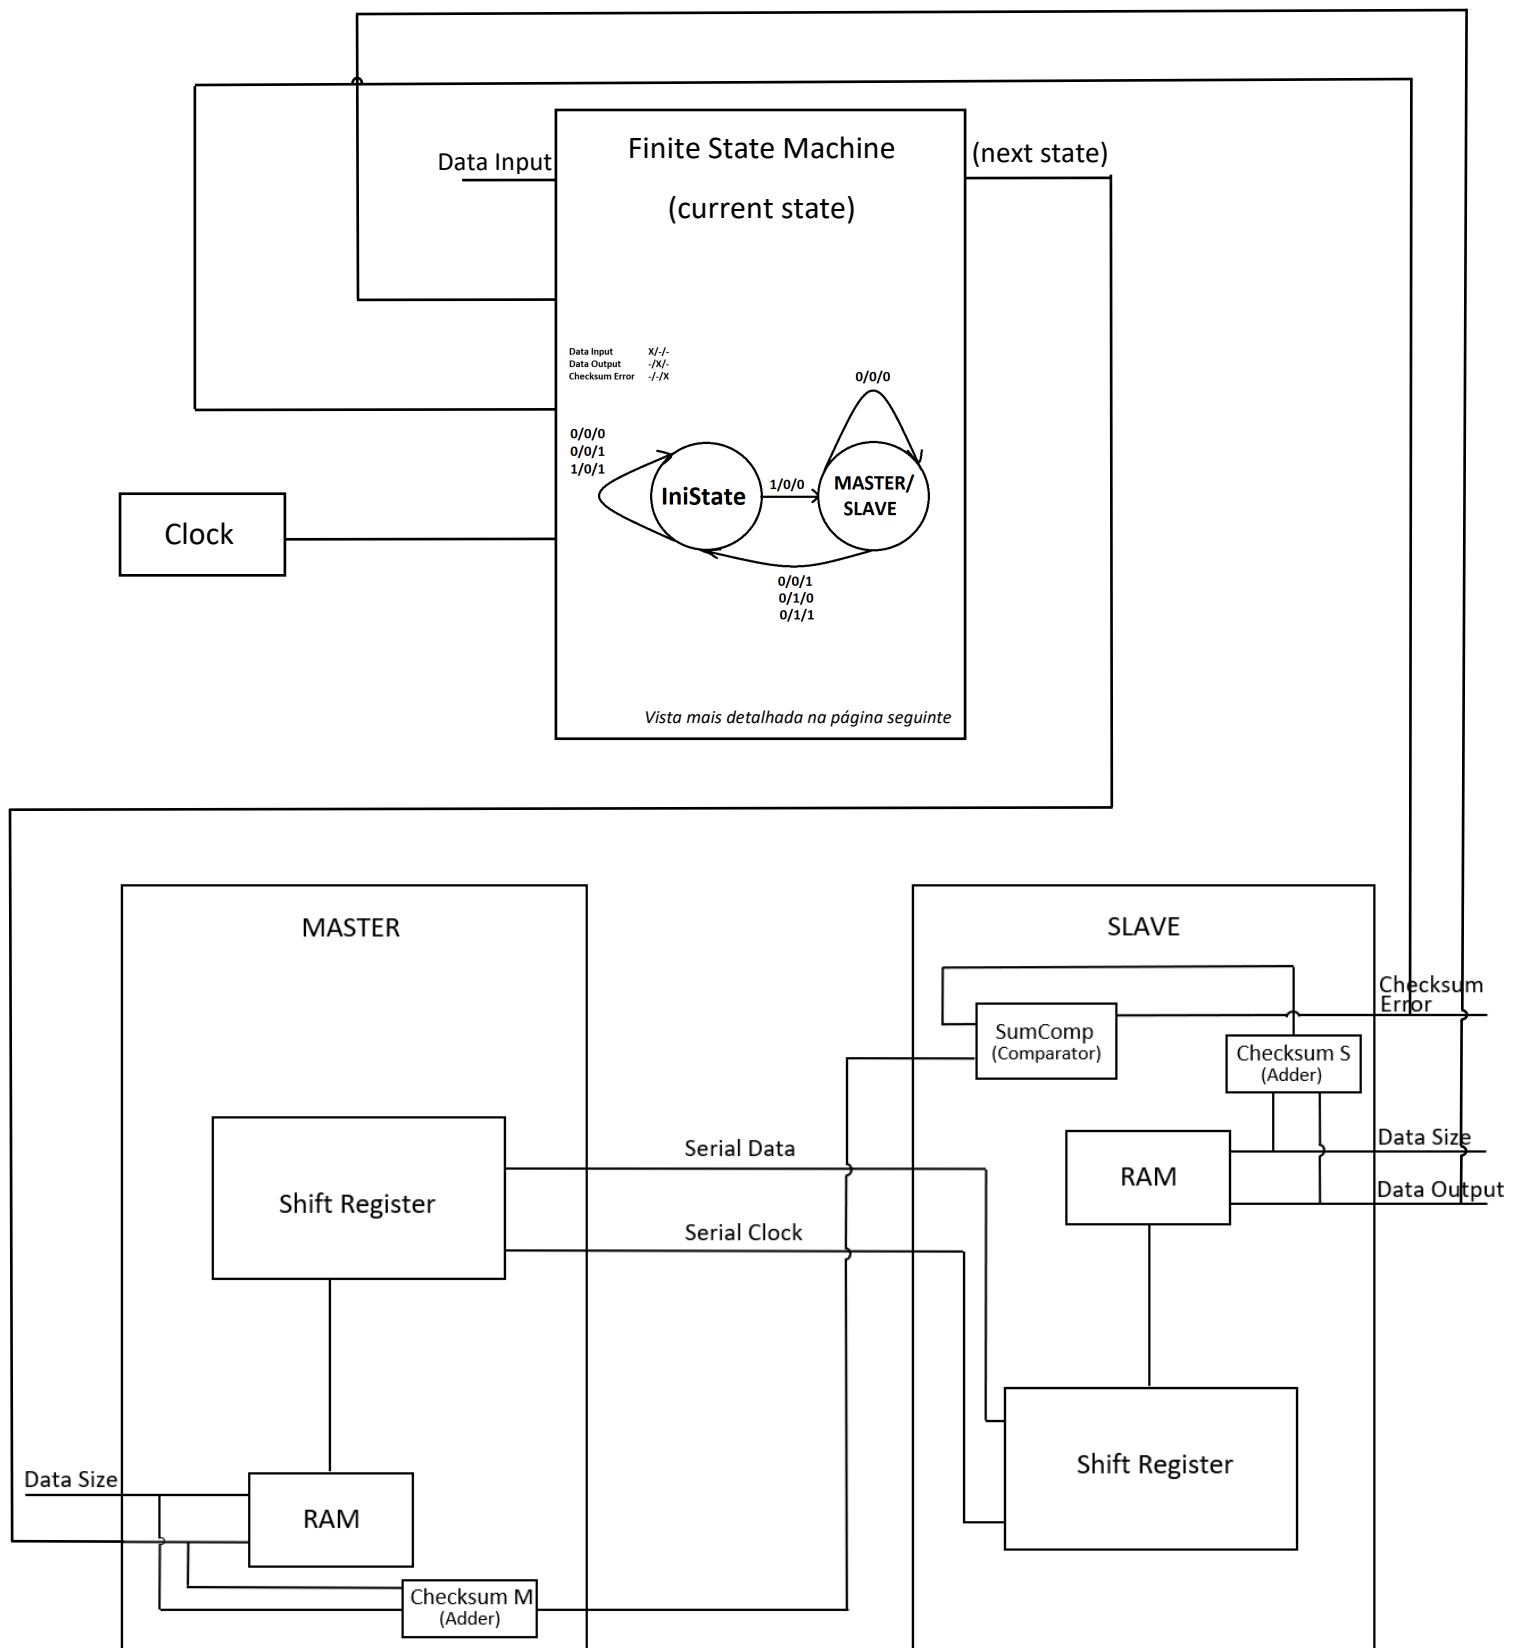 Finite State Machine
(next state)
Data Input
(current state)
Data Input X/-/-
Data Output -/X/-
Checksum Error -/-/X
0/0/0
0/0/0
0/0/1
1/0/1
IniState
1/0/0
MASTER/
SLAVE
Clock
0/0/1
0/1/0
0/1/1
Vista mais detalhada na página seguinte
MASTER
SLAVE
Checksum
Error
SumComp
(Comparator)
Checksum S
(Adder)
Serial Data
Data Size
RAM
Data Output
Shift Register
Serial Clock
Shift Register
Data Size
RAM
Checksum M
(Adder)